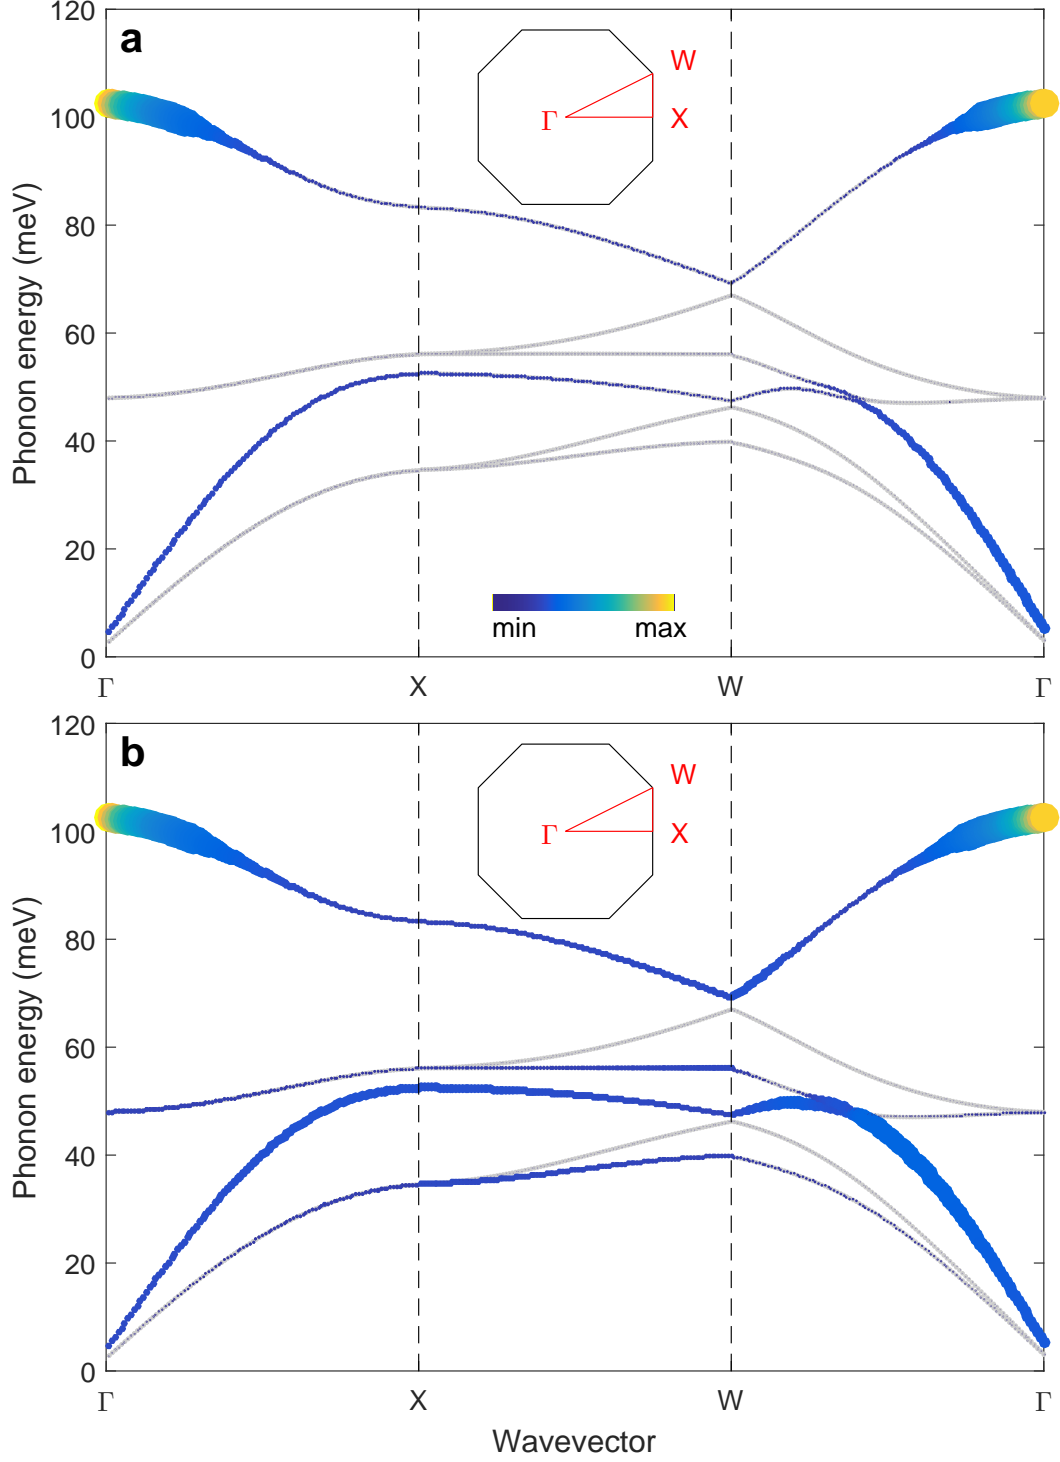 a
120
100
80
60
40
20
0
Phonon energy (meV)
W
Γ
X
min max
Γ X W Γ
b
120
100
80
60
40
20
0
Phonon energy (meV)
W
Γ
X
Γ X W Γ
Wavevector